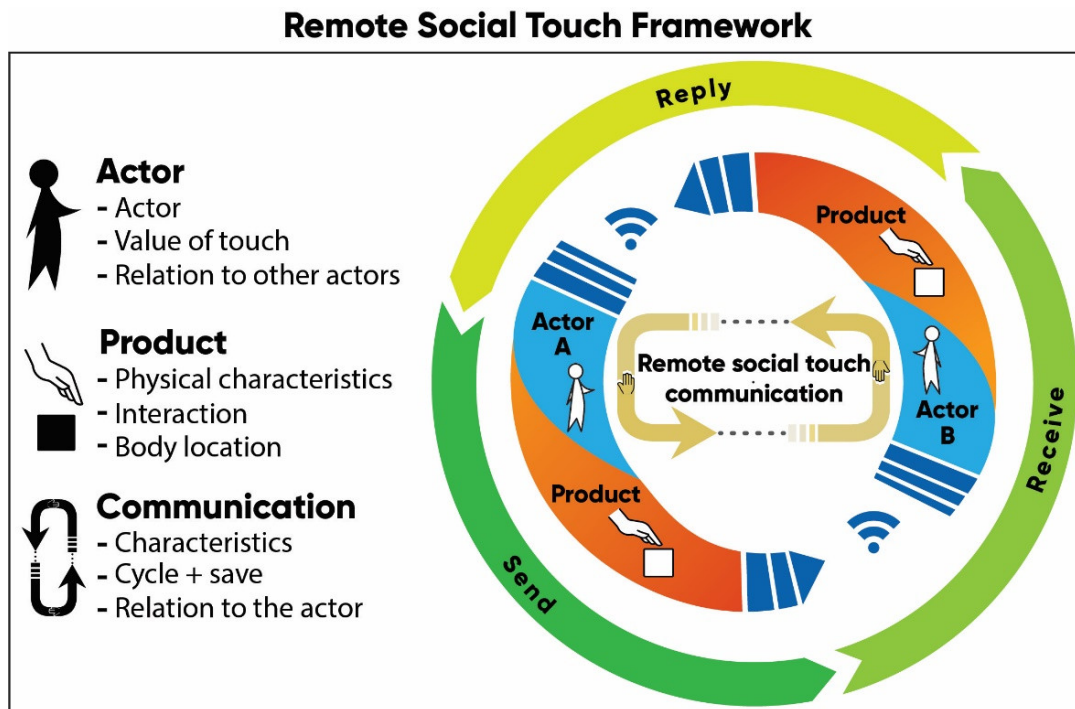 Remote Social Touch Framework
Actor
- Actor
- Value of touch
- Relation to other actors
Product
- Physical characteristics
- Interaction
- Body location
Communication
- Characteristics
- Cycle + save
- Relation to the actor
Reply
Product
Actor
A
Remote social touch
communication
Actor
B
Receive
Product
Send